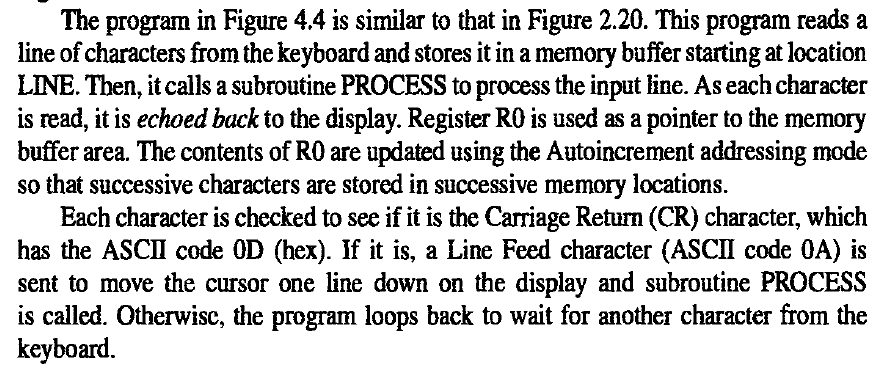 The program in Figure 4.4 is similar to that in Figure 2.20. This program reads a
line of characters from the keyboard and stores it in a memory buffer starting at location
LINE. Then, it calls a subroutine PROCESS to process the input line. As each character
is read, it is echoed back to the display. Register R0 is used as a pointer to the memory
buffer area. The contents of R0 are updated using the Autoincrement addressing mode
so that successive characters are stored in successive memory locations.
Each character is checked to see if it is the Carriage Return (CR) character, which
has the ASCII code 0D (hex). If it is, a Line Feed character (ASCII code 0A) is
sent to move the cursor one line down on the display and subroutine PROCESS
is called. Otherwise, the program loops back to wait for another character from the
keyboard.